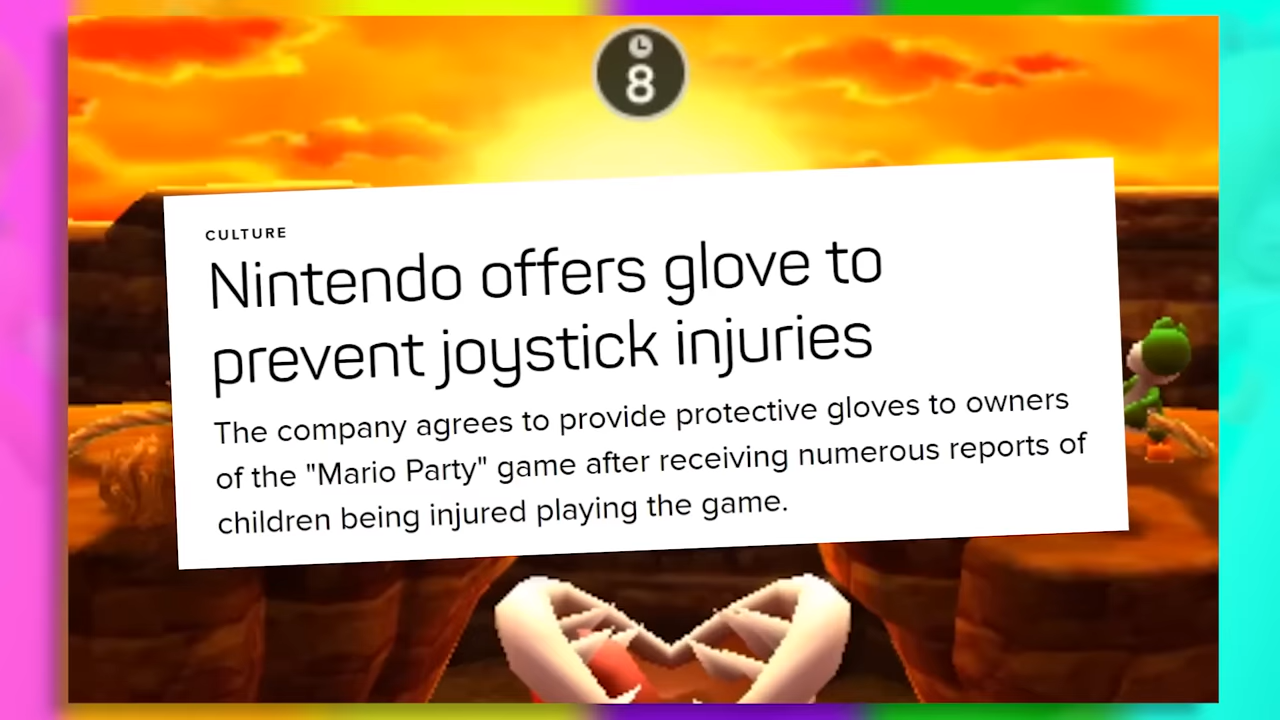 8
CULTURE
Nintendo offers glove to
prevent joystick injuries
The company agrees to provide protective gloves to owners
of the "Mario Party" game after receiving numerous reports of
children being injured playing the game.